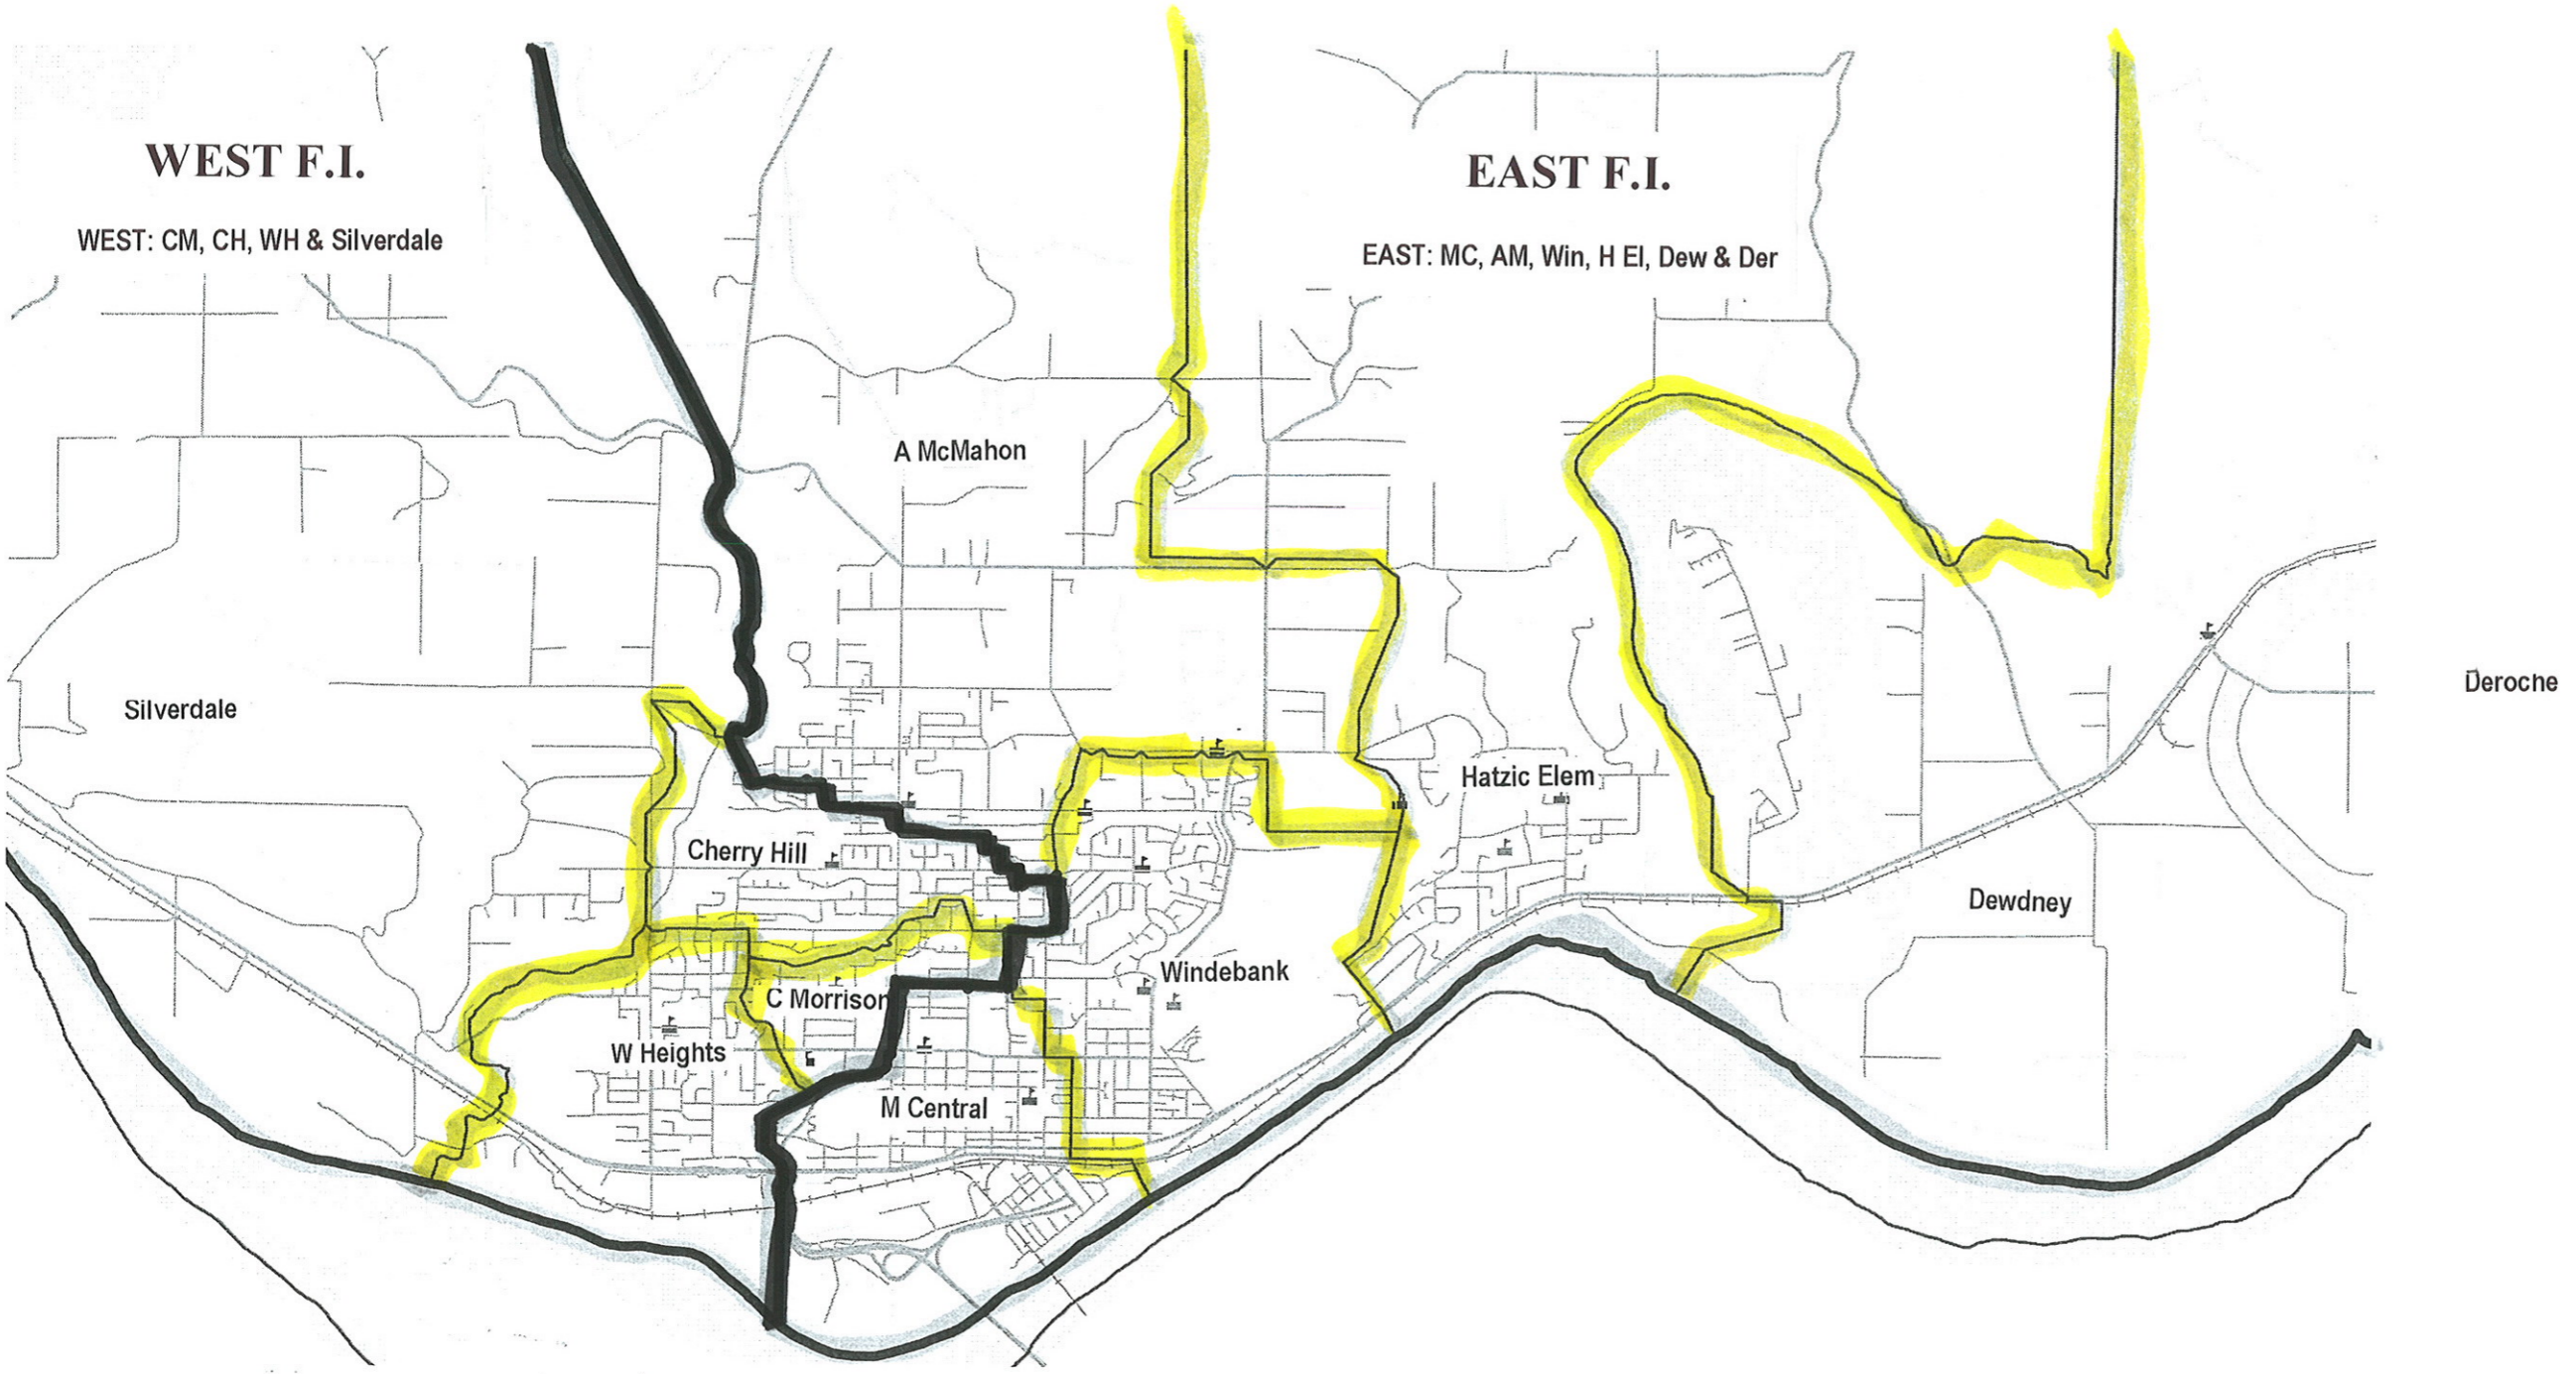 WEST F.I.
EAST F.I.
WEST: CM, CH, WH & Silverdale
EAST: MC, AM, Win, H El, Dew & Der
A McMahon
Silverdale
Deroche
Hatzic Elem
Cherry Hill
Dewdney
Windebank
C Morrison
W Heights
M Central